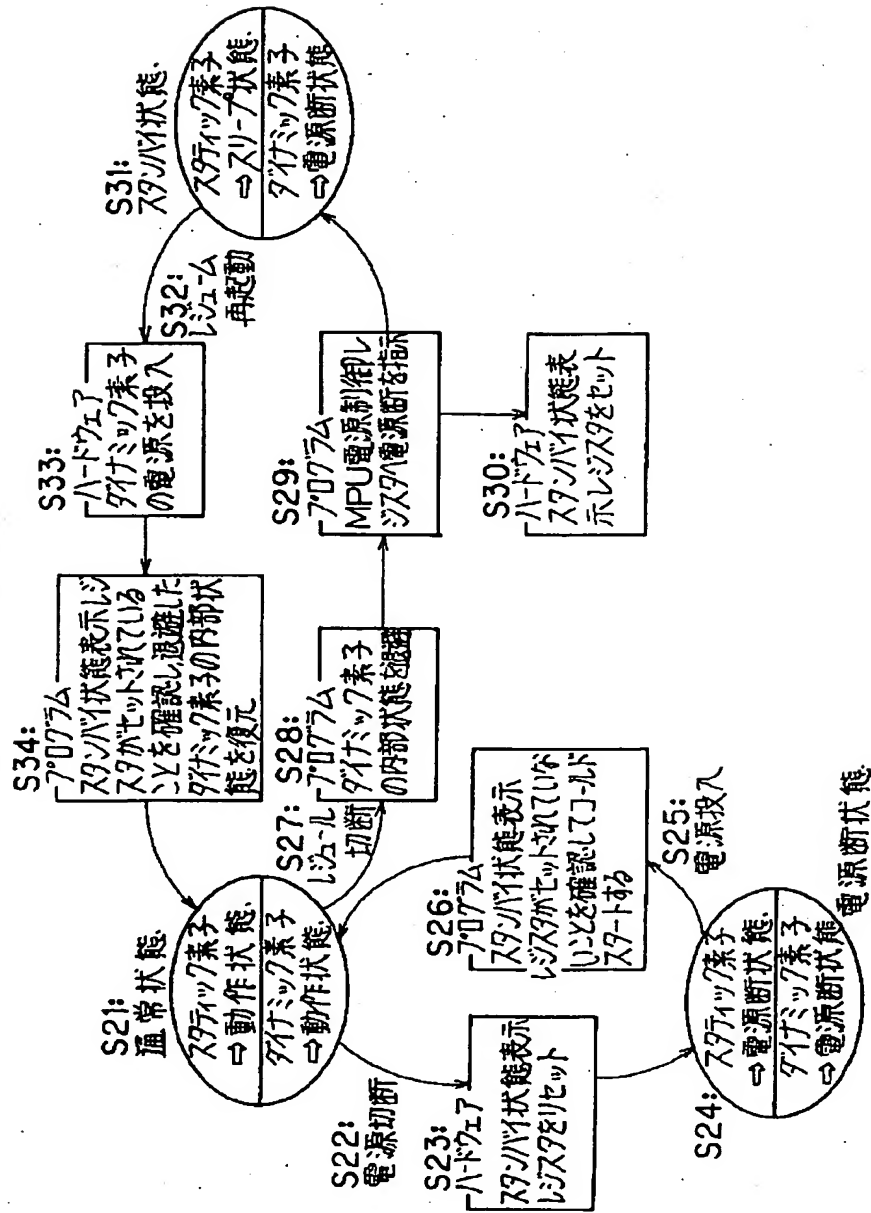 S21:
通常状態
スタティック素子
⇨動作状態
ダイナミック素子
⇨動作状態
S22:
電源切断
S23:
ハードウェア
スタンバイ状態表示
レジスタをリセット
S24:
スタティック素子
⇨電源断状態
ダイナミック素子
⇨電源断状態
電源断状態
S25:
電源投入
S26:
プログラム
スタンバイ状態表示
レジスタがセットされていな
いことを確認してコールド
スタートする
S27:
レジュール
切断
S28:
プログラム
ダイナミック素子
の内部状態を退避
S29:
プログラム
MPU電源制御レ
ジスタへ電源断を指示
S30:
ハードウェア
スタンバイ状態表
示レジスタをセット
S31:
スタンバイ状態
スタティック素子
⇨スリープ状態
ダイナミック素子
⇨電源断状態
S32:
レジューム
再起動
S33:
ハードウェア
ダイナミック素子
の電源を投入
S34:
プログラム
スタンバイ状態表示レジ
スタがセットされている
ことを確認し退避した
ダイナミック素子の内部状
態を復元